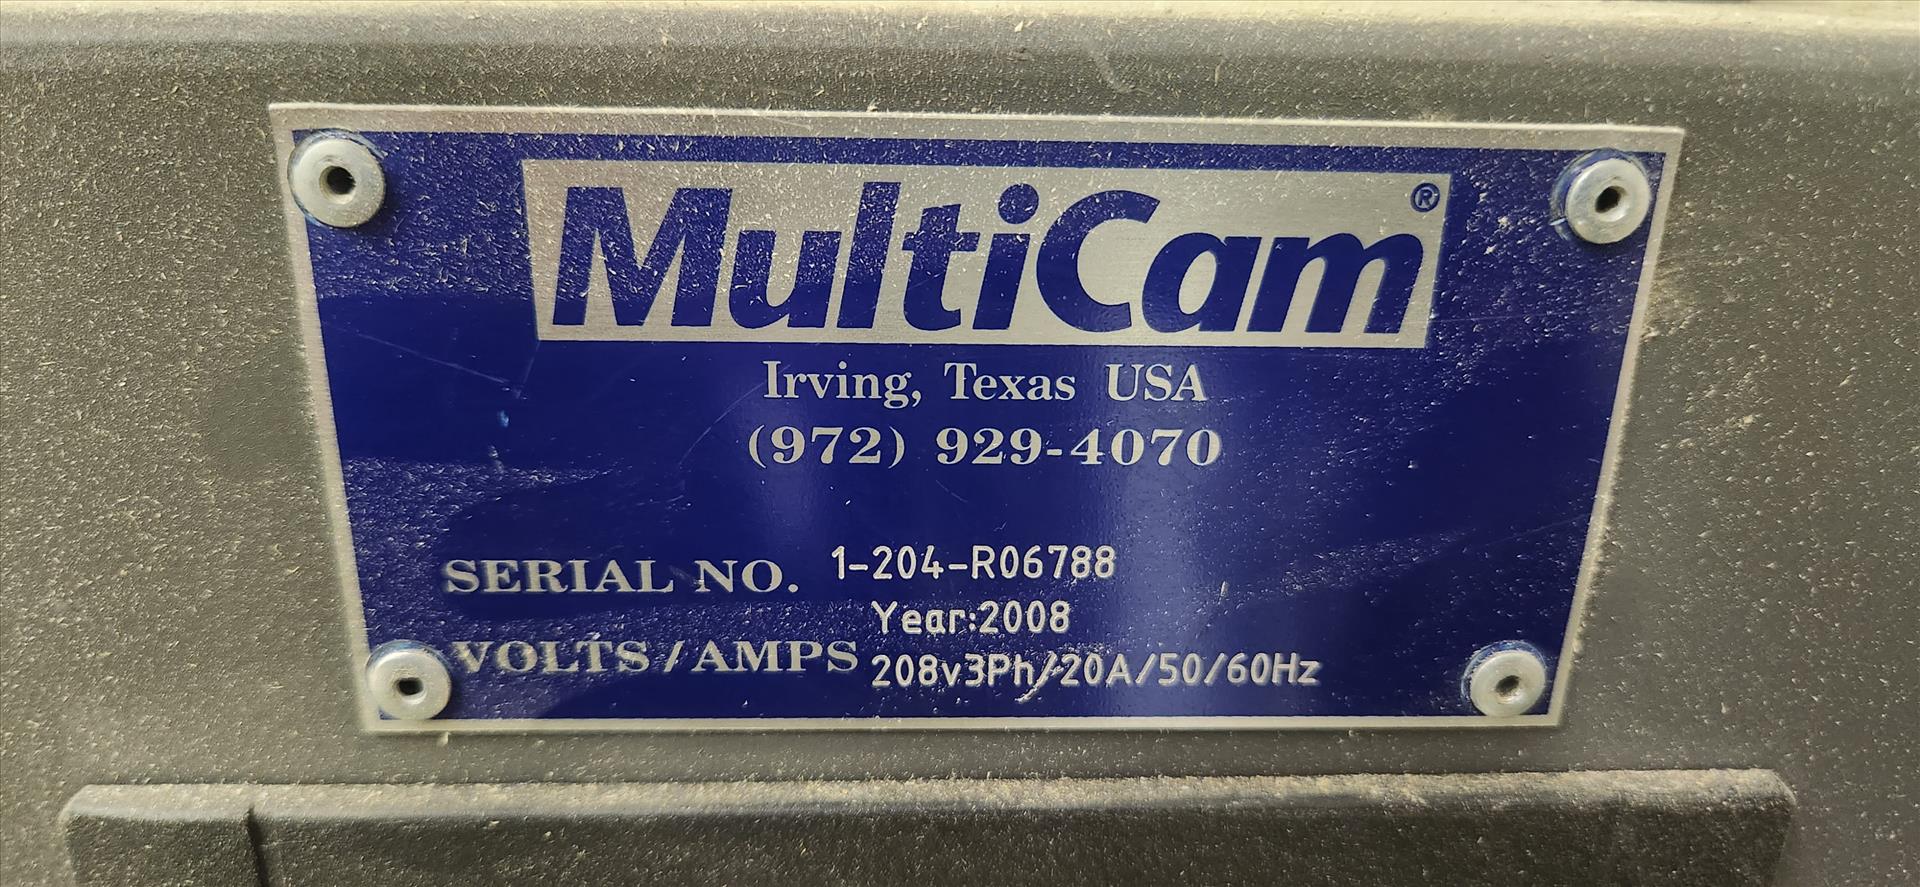 MultiCam®
Irving, Texas USA
(972) 929-4070
SERIAL NO. 1-204-R06788
Year:2008
VOLTS/AMPS 208v3Ph/20A/50/60Hz